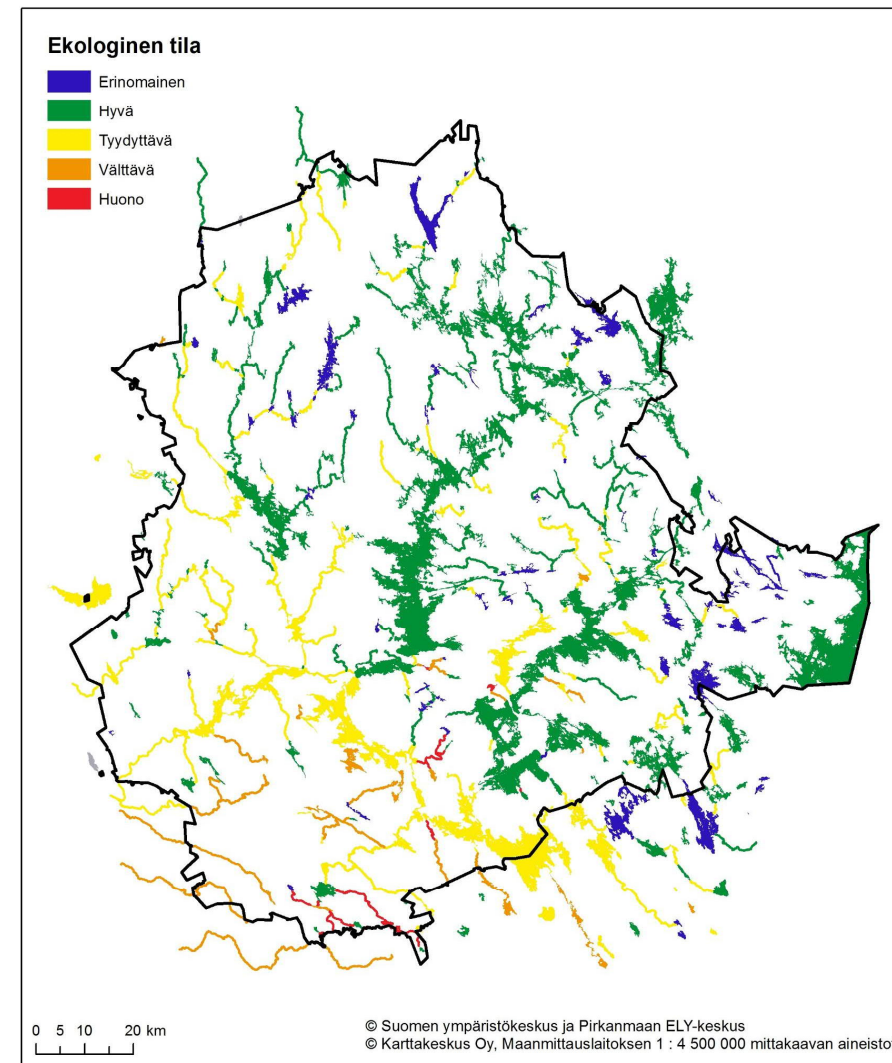 Ekologinen tila
Erinomainen
Hyvä
Tyydyttävä
Välttävä
Huono
0 5 10 20 km
© Suomen ympäristökeskus ja Pirkanmaan ELY-keskus
© Karttakeskus Oy, Maanmittauslaitoksen 1 : 4 500 000 mittakaavan aineisto